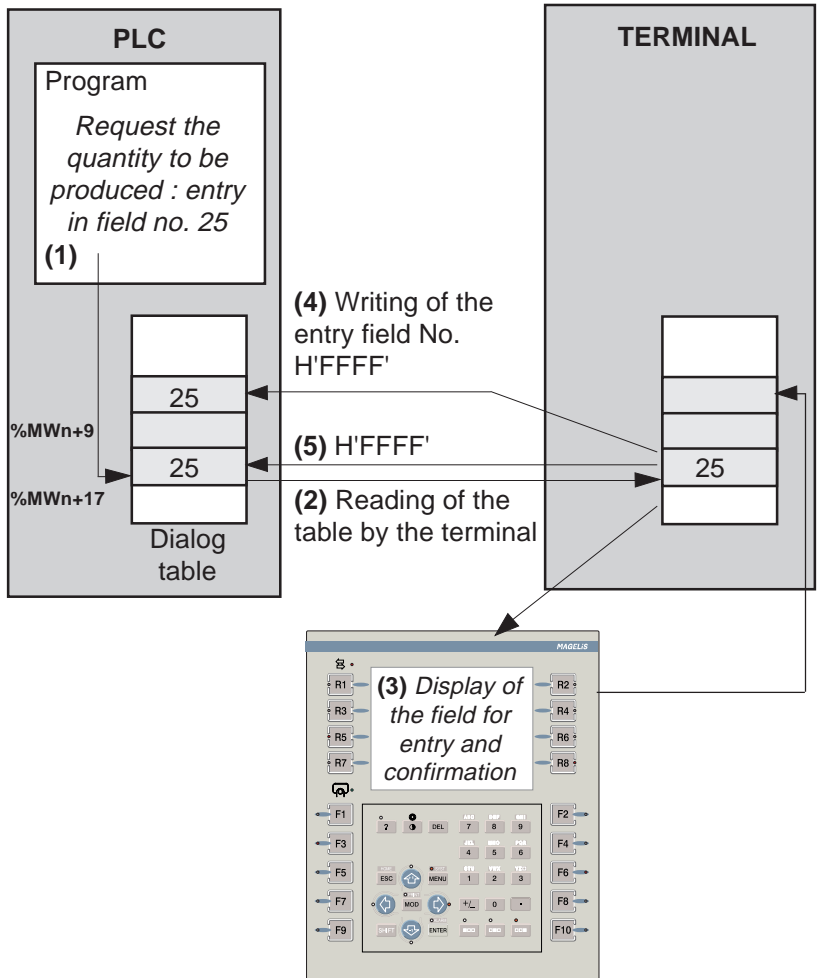 PLC
TERMINAL
Program
Request the
quantity to be
produced : entry
in field no. 25
(1)
(4) Writing of the
entry field No.
H'FFFF'
25
%MWn+9
(5) H'FFFF'
25
25
%MWn+17
(2) Reading of the
table by the terminal
Dialog
table
MAGELiS
R1
R2
R3
R4
R5
R6
R7
R8
(3) Display of
the field for
entry and
confirmation
F1
F2
? DEL 7 8 9
F3
F4
4 5 6
F5
F6
ESC MENU 1 2 3
F7
F8
MOD +/_ 0 .
F9
F10
SHIFT ENTER